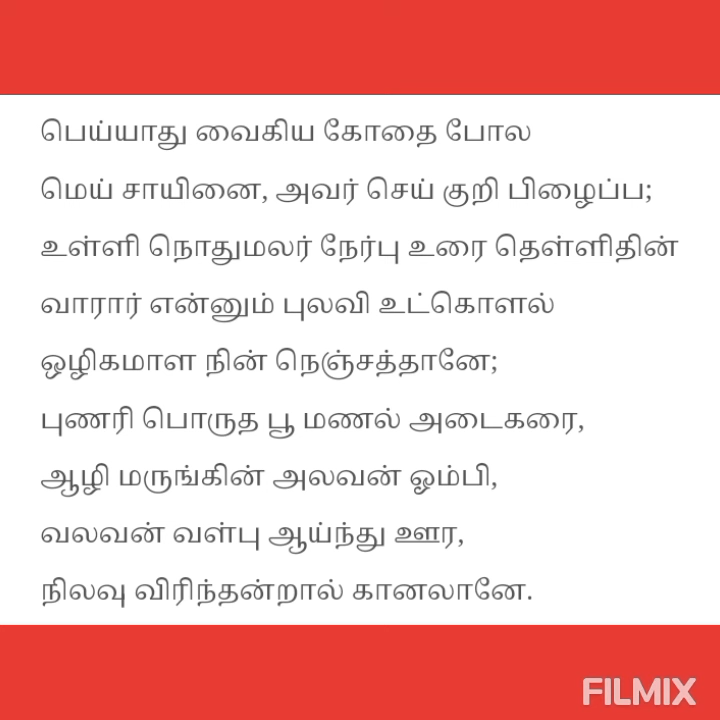 பெய்யாது வைகிய கோதை போல
மெய் சாயினை, அவர் செய் குறி பிழைப்ப;
உள்ளி நொதுமலர் நேர்பு உரை தெள்ளிதின்
வாரார் என்னும் புலவி உட்கொளல்
ஒழிகமாள நின் நெஞ்சத்தானே;
புணரி பொருத பூ மணல் அடைகரை,
ஆழி மருங்கின் அலவன் ஓம்பி,
வலவன் வள்பு ஆய்ந்து ஊர,
நிலவு விரிந்தன்றால் கானலானே.
FILMIX